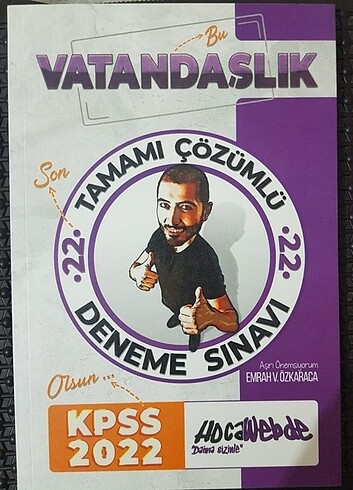 Bu
VATANDAŞLIK
Son
22 TAMAMI ÇÖZÜMLÜ 22
DENEME SINAVI
Aşırı Önemsiyorum
EMRAH V. ÖZKARACA
Olsun ...
KPSS
2022
HOCAWEBDE
"Daima sizinle"